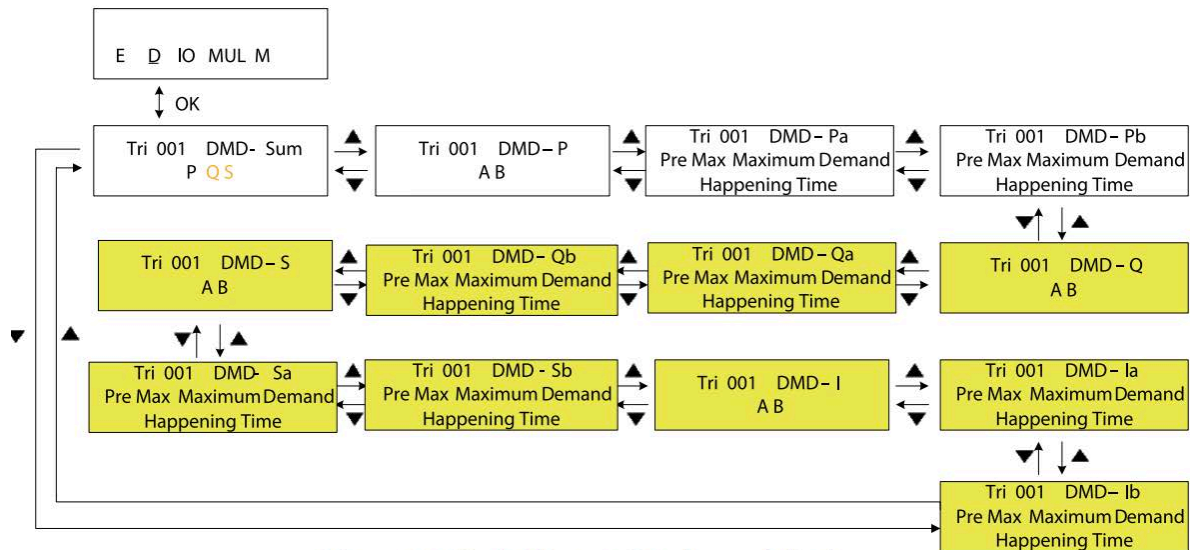 E D IO MUL M
OK
Tri 001 DMD- Sum
P Q S
Tri 001 DMD–P
A B
Tri 001 DMD– Pa
Pre Max Maximum Demand
Happening Time
Tri 001 DMD– Pb
Pre Max Maximum Demand
Happening Time
Tri 001 DMD–S
A B
Tri 001 DMD– Qb
Pre Max Maximum Demand
Happening Time
Tri 001 DMD– Qa
Pre Max Maximum Demand
Happening Time
Tri 001 DMD–Q
A B
Tri 001 DMD- Sa
Pre Max Maximum Demand
Happening Time
Tri 001 DMD - Sb
Pre Max Maximum Demand
Happening Time
Tri 001 DMD–I
A B
Tri 001 DMD– Ia
Pre Max Maximum Demand
Happening Time
Tri 001 DMD– Ib
Pre Max Maximum Demand
Happening Time